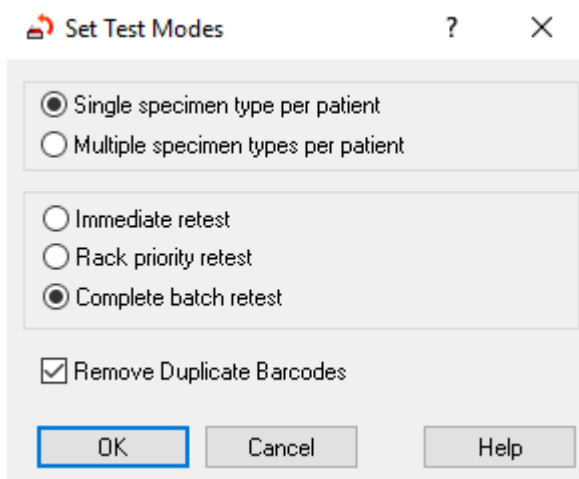 Set Test Modes ?
Single specimen type per patient
Multiple specimen types per patient
Immediate retest
Rack priority retest
Complete batch retest
Remove Duplicate Barcodes
OK Cancel Help